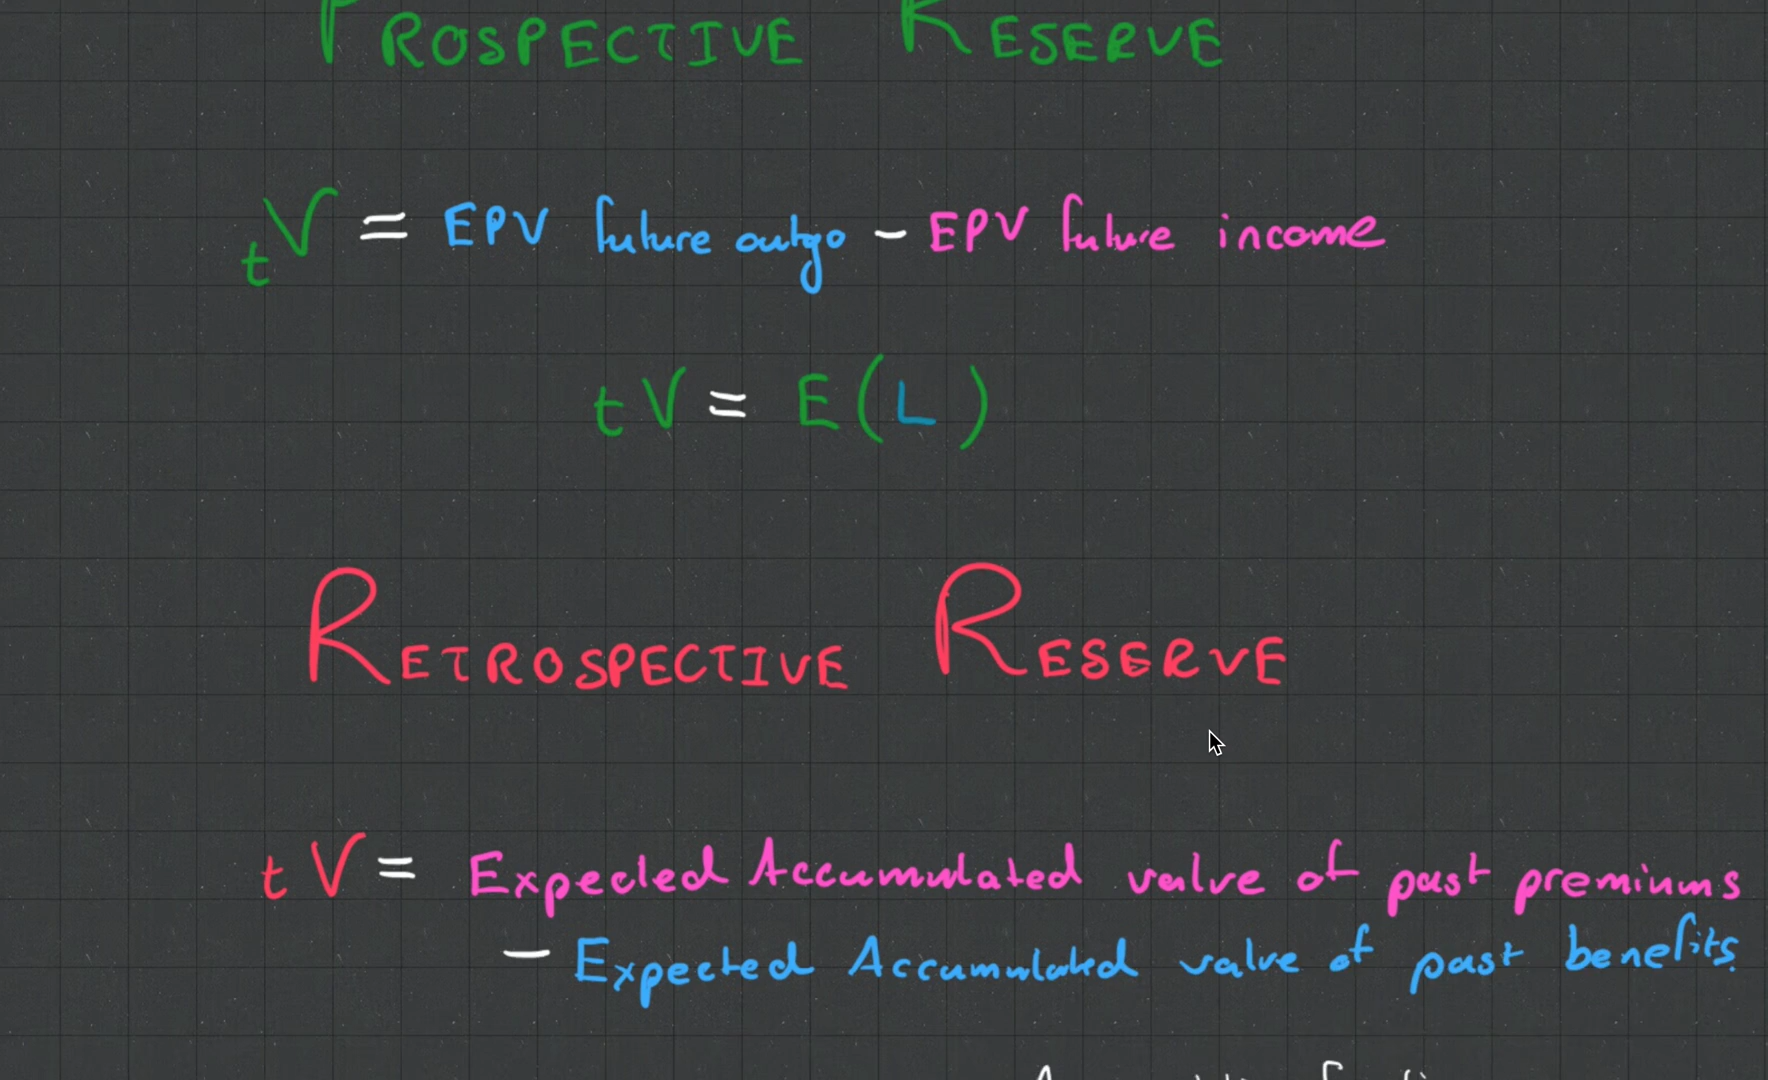 PROSPECTIVE RESERVE
tV = EPV future outgo - EPV future income
tV = E(L)
RETROSPECTIVE RESERVE
tV = Expected Accumulated value of past premiums
- Expected Accumulated value of past benefits